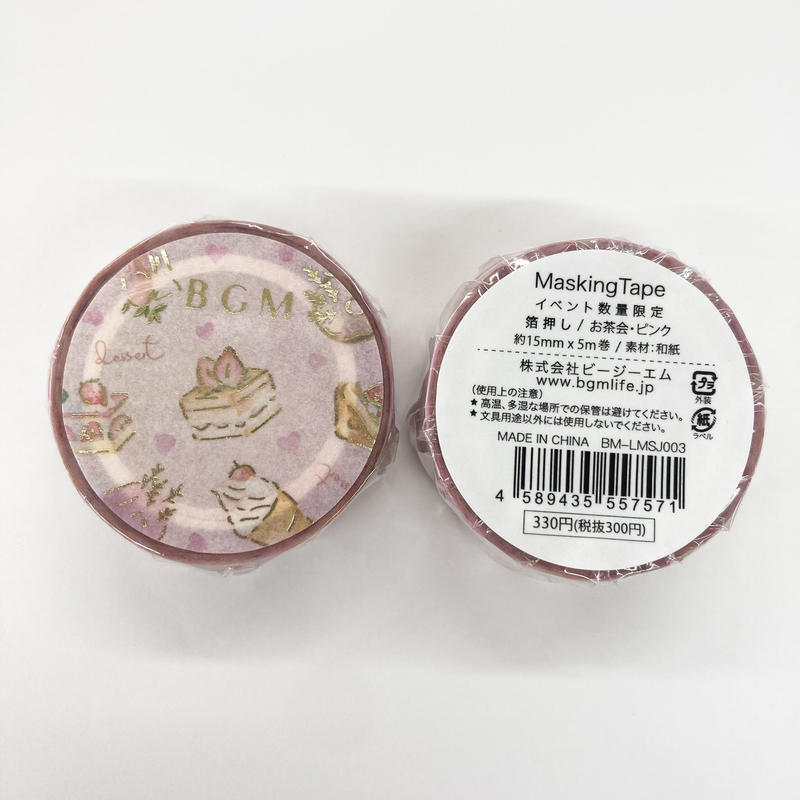 BGM
dessert
MaskingTape
イベント数量限定
箔押し/お茶会・ピンク
約15mm x 5m巻/素材:和紙
株式会社ビージーエム
www.bgmlife.jp
プラ
外装
(使用上の注意)
★高温、多湿な場所での保管は避けてください。
★文具用途以外には使用しないでください。
紙
ラベル
MADE IN CHINA BM-LMSJ003
4 589435 557571
330円(税抜300円)